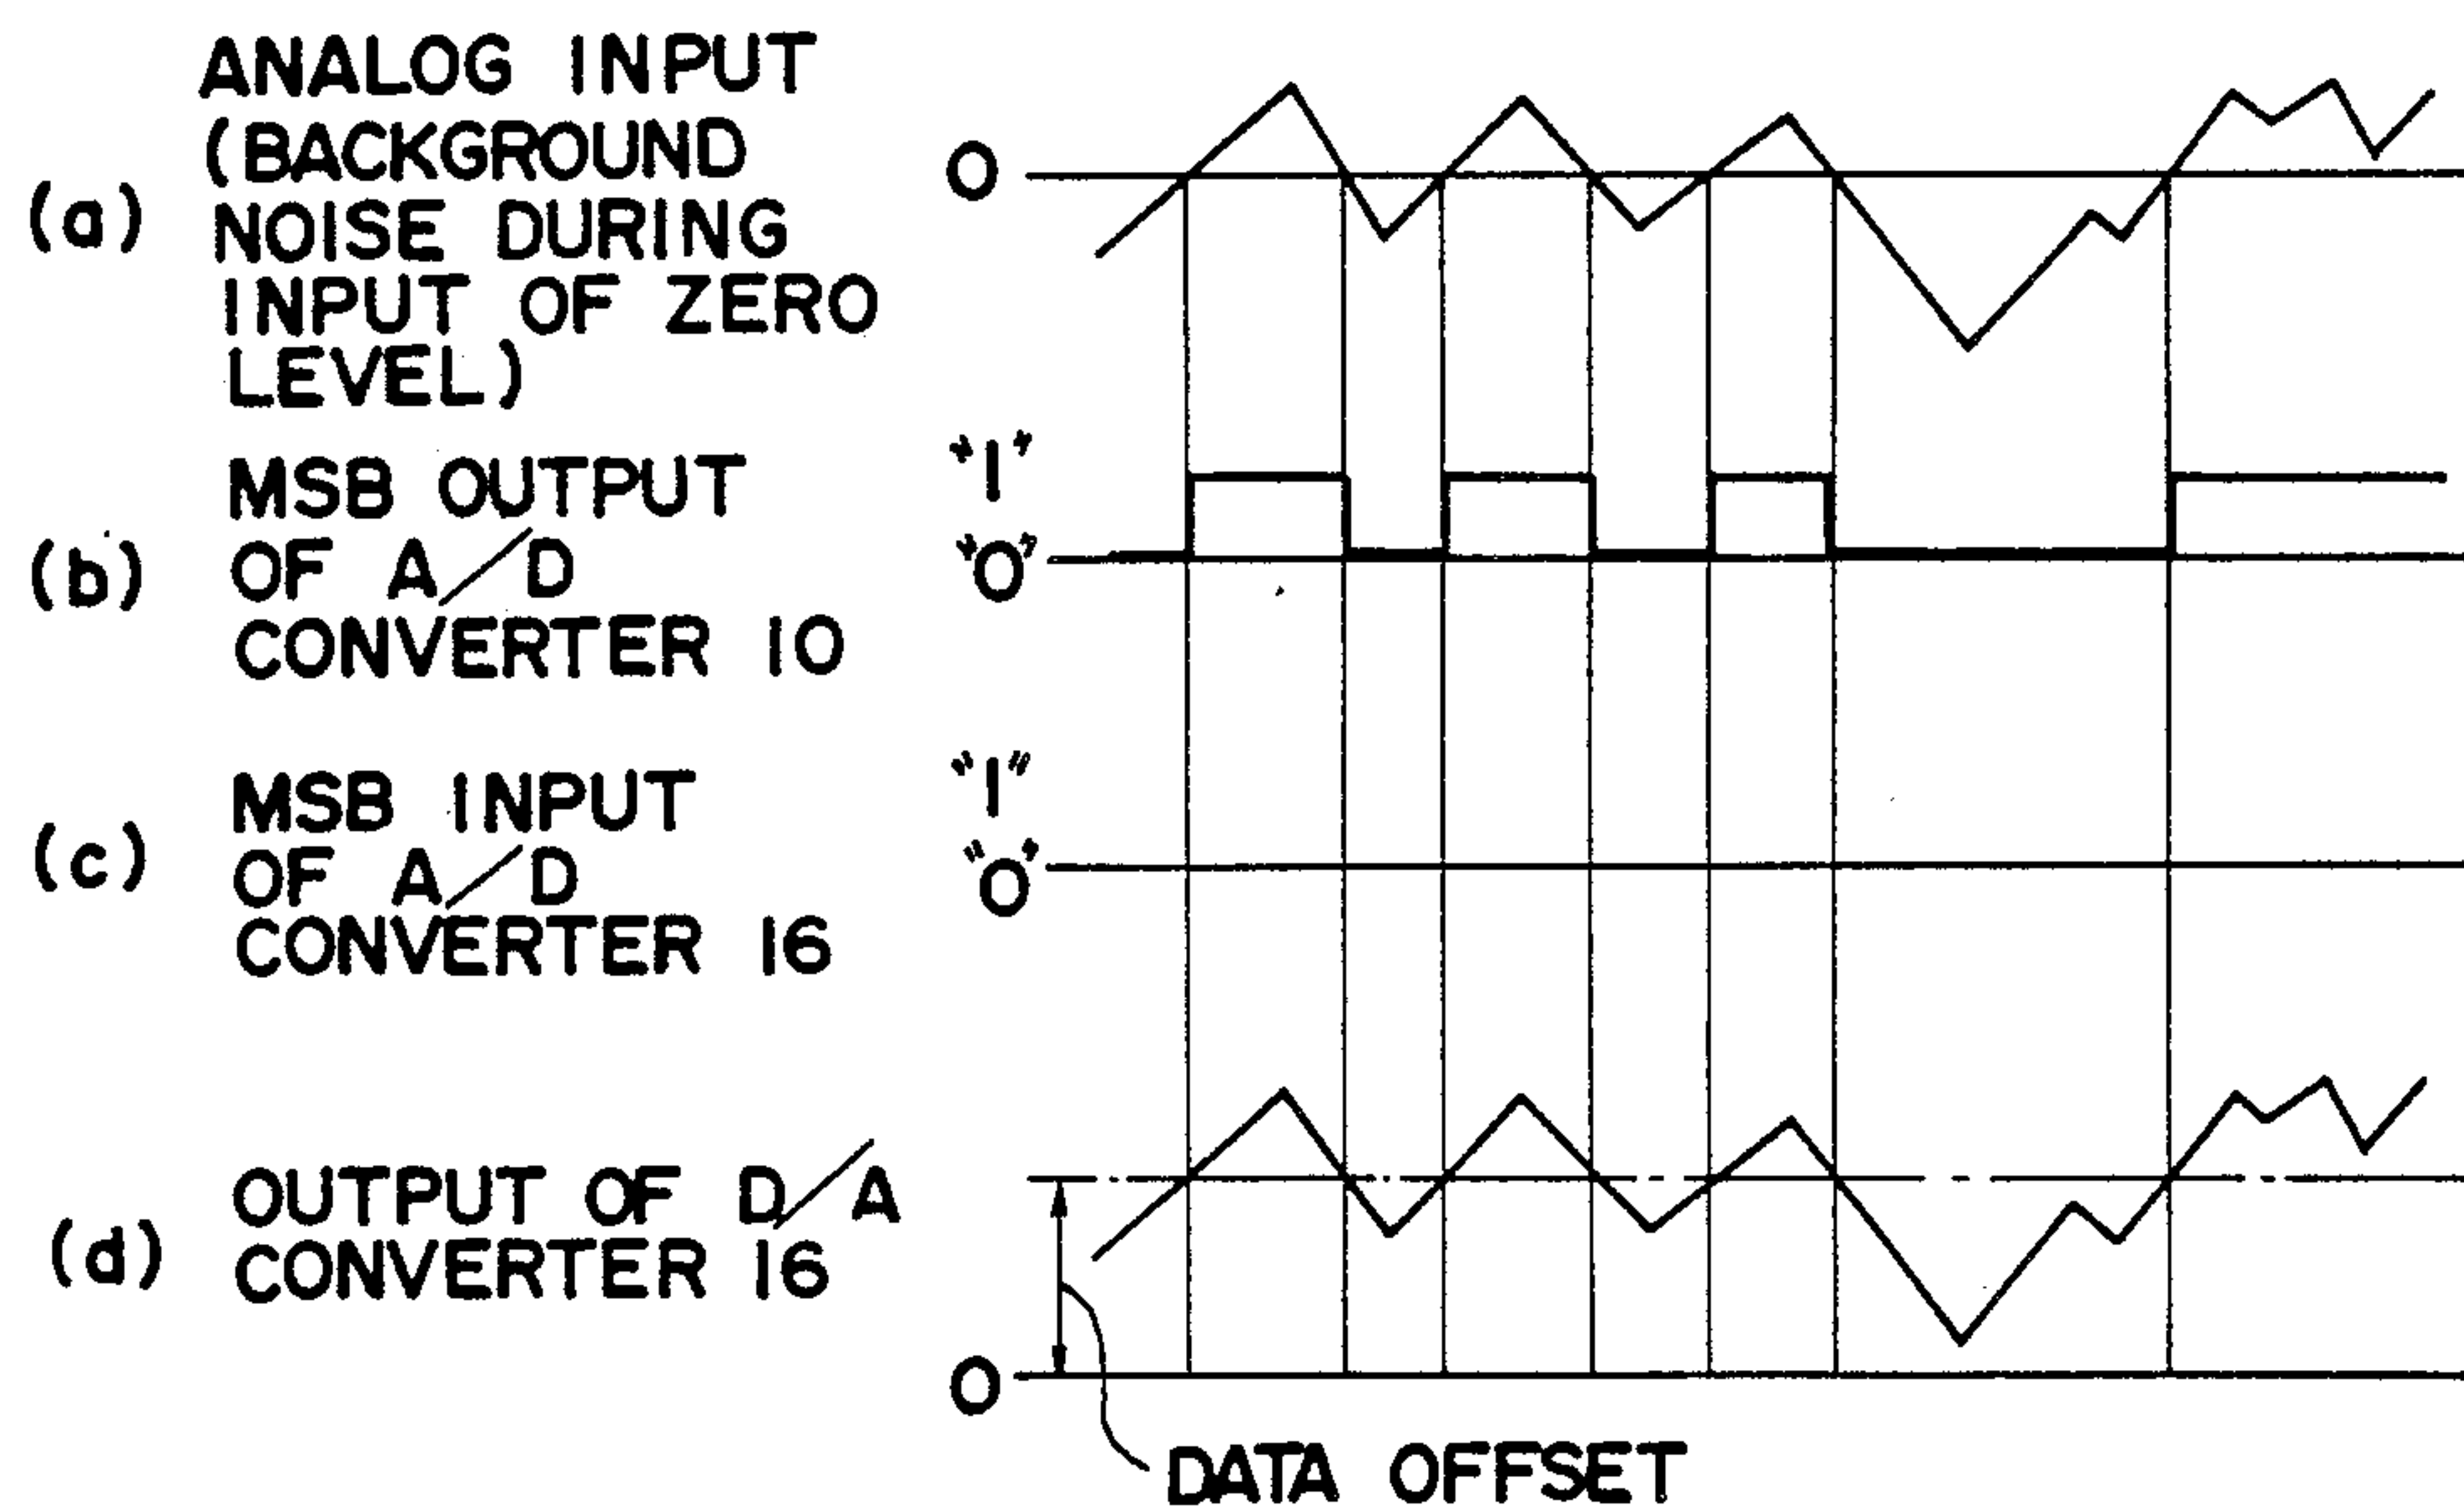 ANALOG INPUT
(BACKGROUND
(a) NOISE DURING
INPUT OF ZERO
LEVEL)
0
MSB OUTPUT
(b) OF A/D
CONVERTER 10
"1"
"0"
MSB INPUT
(c) OF A/D
CONVERTER 16
"1"
"0"
OUTPUT OF D/A
(d) CONVERTER 16
0
DATA OFFSET